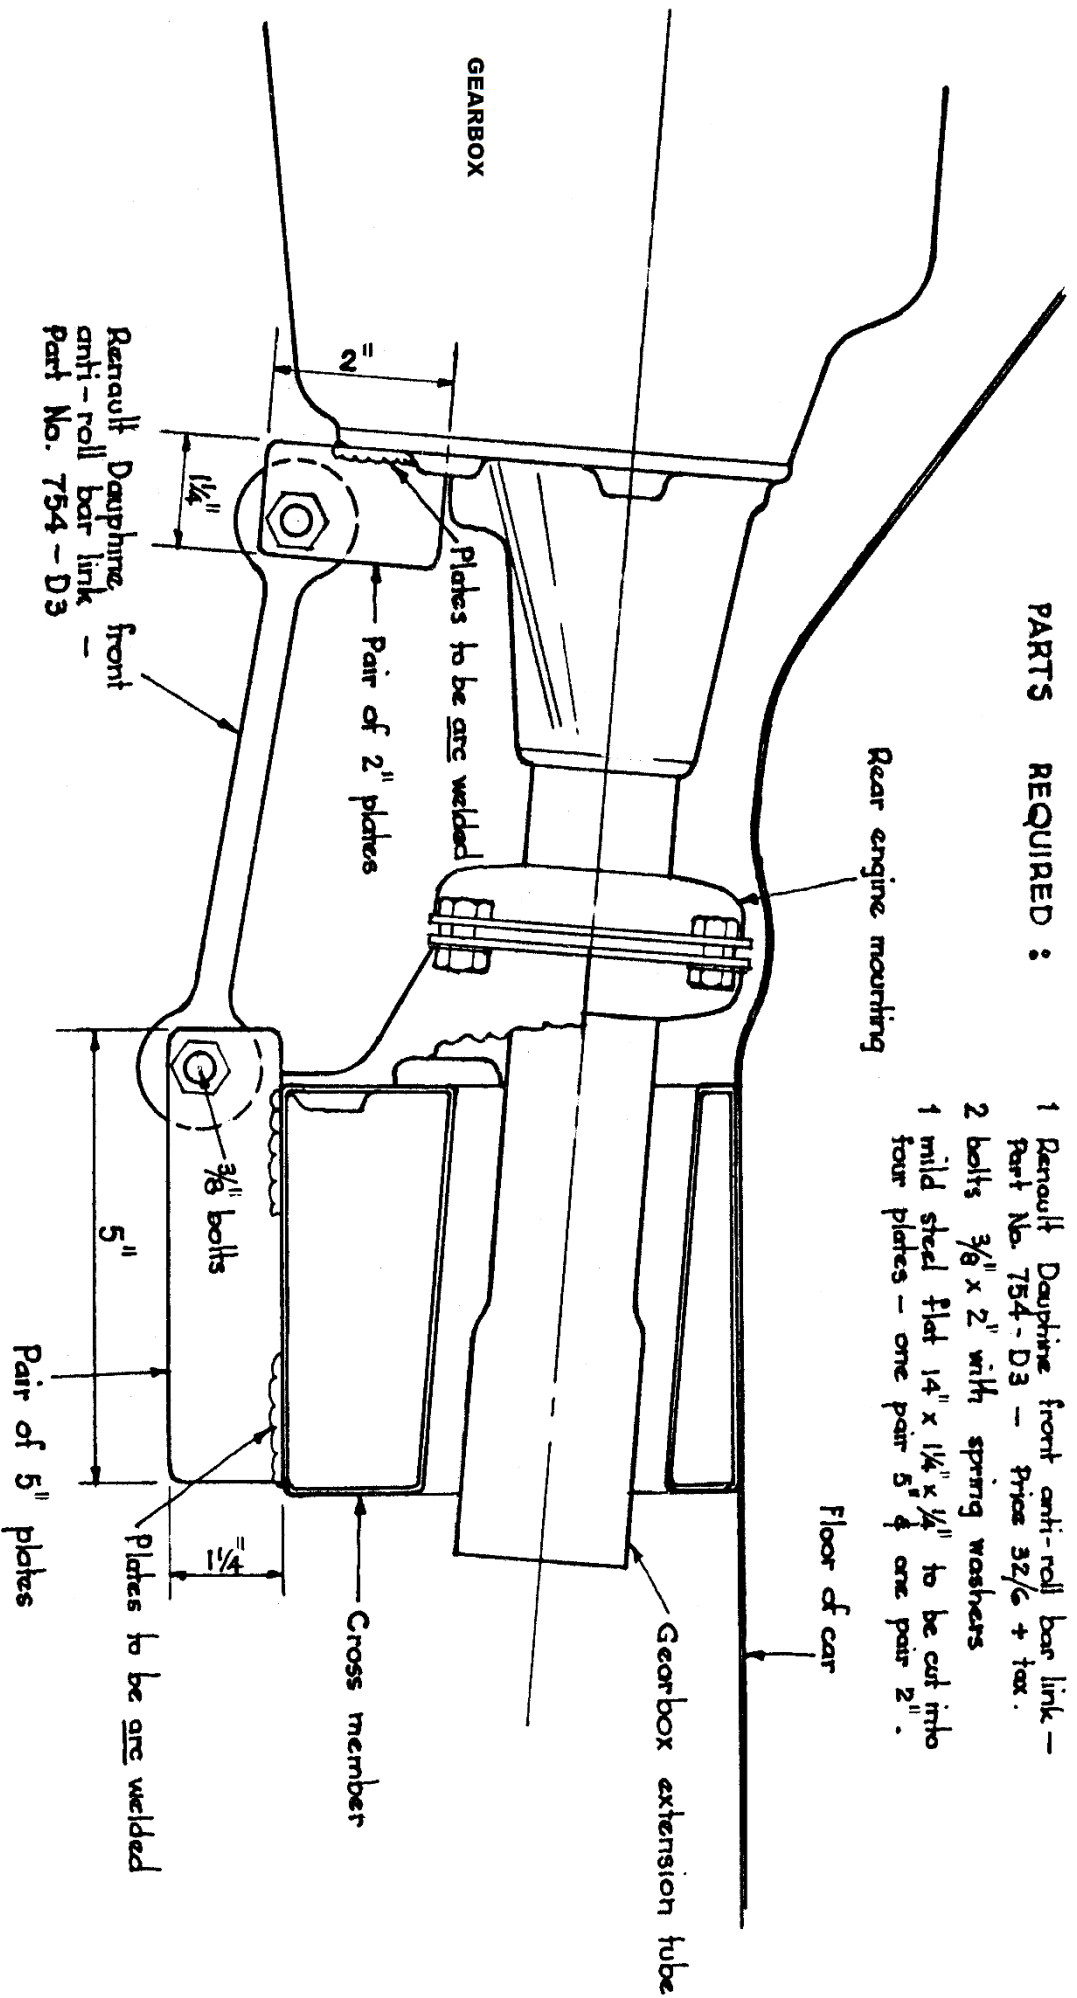 PARTS REQUIRED :
1 Renault Dauphine front anti-roll bar link —
Part No. 754-D3 — Price 32/6 + tax.
2 bolts 3/8" x 2" with spring washers
1 mild steel flat 14" x 1¼" x ¼" to be cut into
four plates — one pair 5" & one pair 2".
Floor of car
Rear engine mounting
Gearbox extension tube
GEARBOX
Plates to be arc welded
Pair of 2" plates
2"
1¼"
Cross member
3/8" bolts
1¼"
5"
Renault Dauphine front
anti-roll bar link —
Part No. 754-D3
Plates to be arc welded
Pair of 5" plates